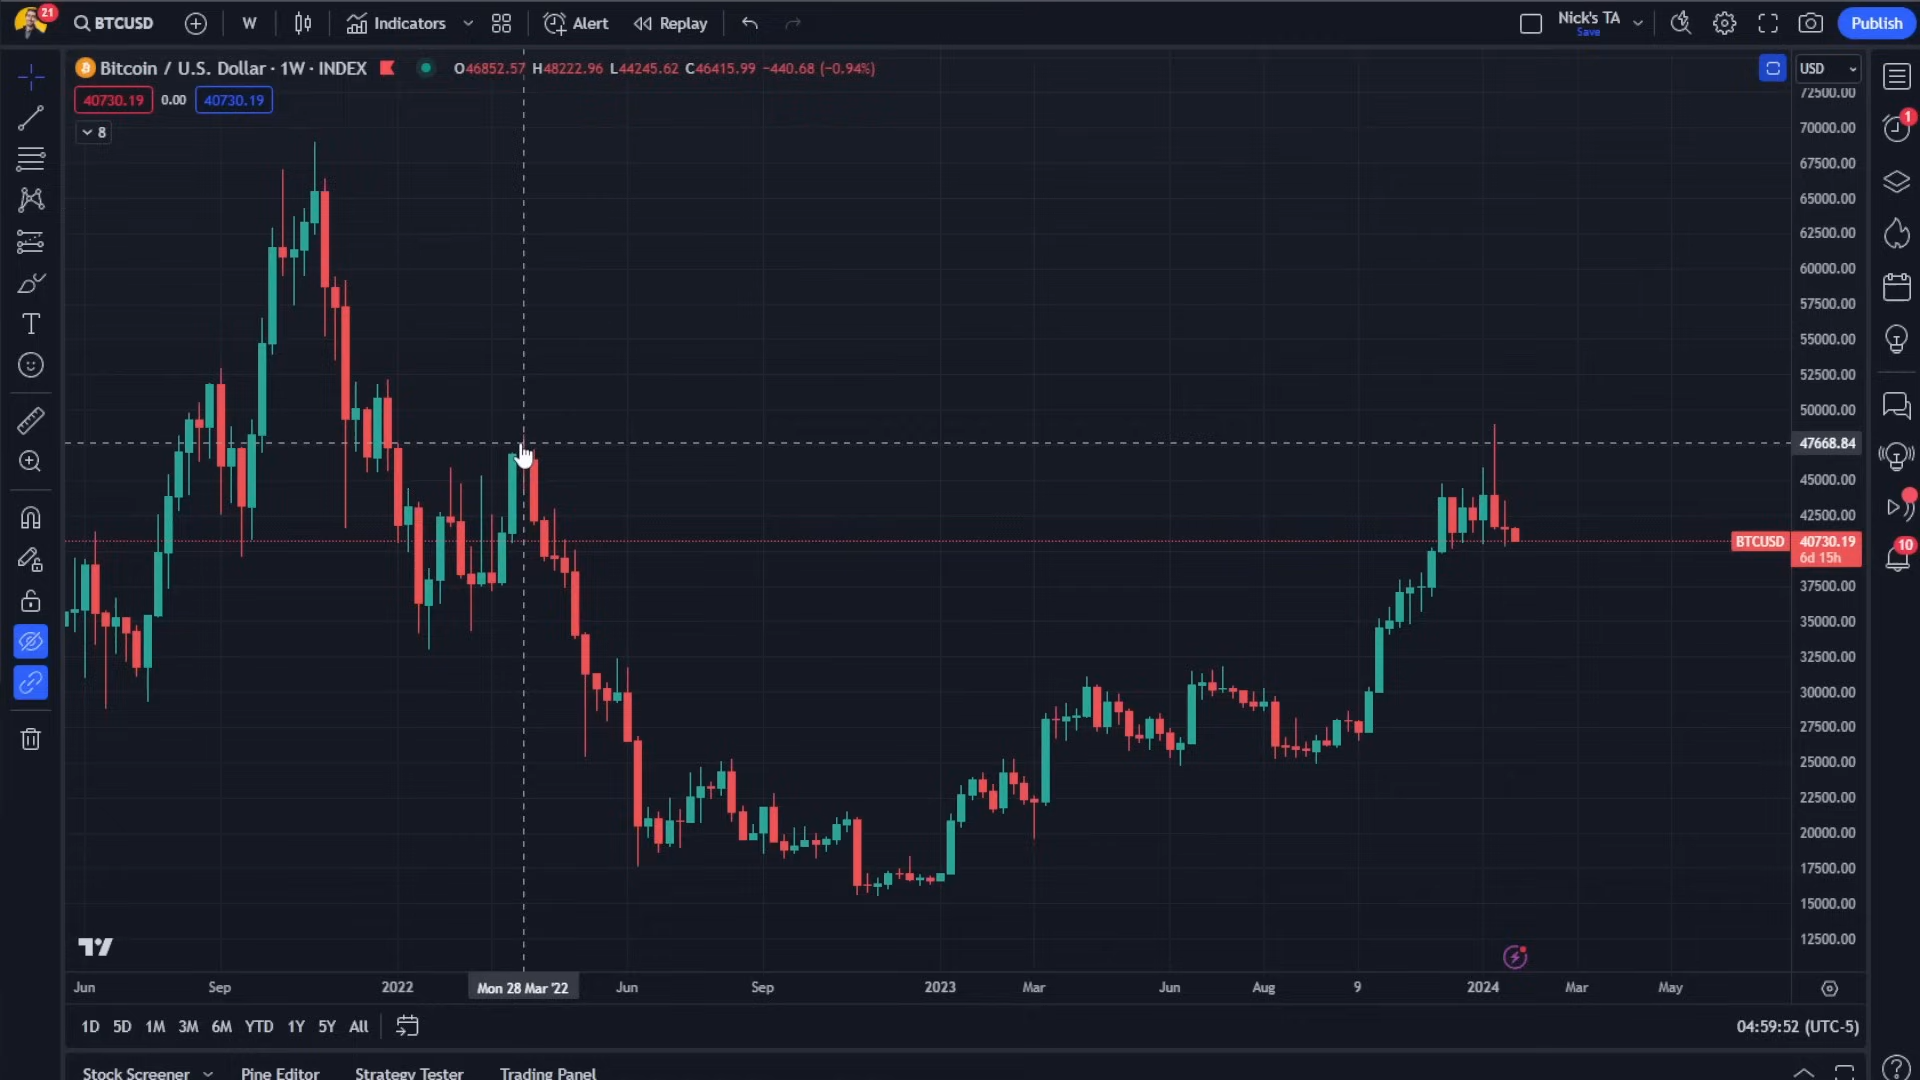 21
BTCUSD
W
Indicators
Alert
Replay
Nick's TA
Save
Publish
Bitcoin / U.S. Dollar · 1W · INDEX
O46852.57 H48222.96 L44245.62 C46415.99 −440.68 (−0.94%)
USD
40730.19
0.00
40730.19
8
72500.00
70000.00
67500.00
65000.00
62500.00
60000.00
57500.00
55000.00
52500.00
50000.00
47668.84
45000.00
42500.00
BTCUSD
40730.19
6d 15h
37500.00
35000.00
32500.00
30000.00
27500.00
25000.00
22500.00
20000.00
17500.00
15000.00
12500.00
1
10
Jun
Sep
2022
Mon 28 Mar '22
Jun
Sep
2023
Mar
Jun
Aug
9
2024
Mar
May
1D
5D
1M
3M
6M
YTD
1Y
5Y
All
04:59:52 (UTC-5)
Stock Screener
Pine Editor
Strategy Tester
Trading Panel